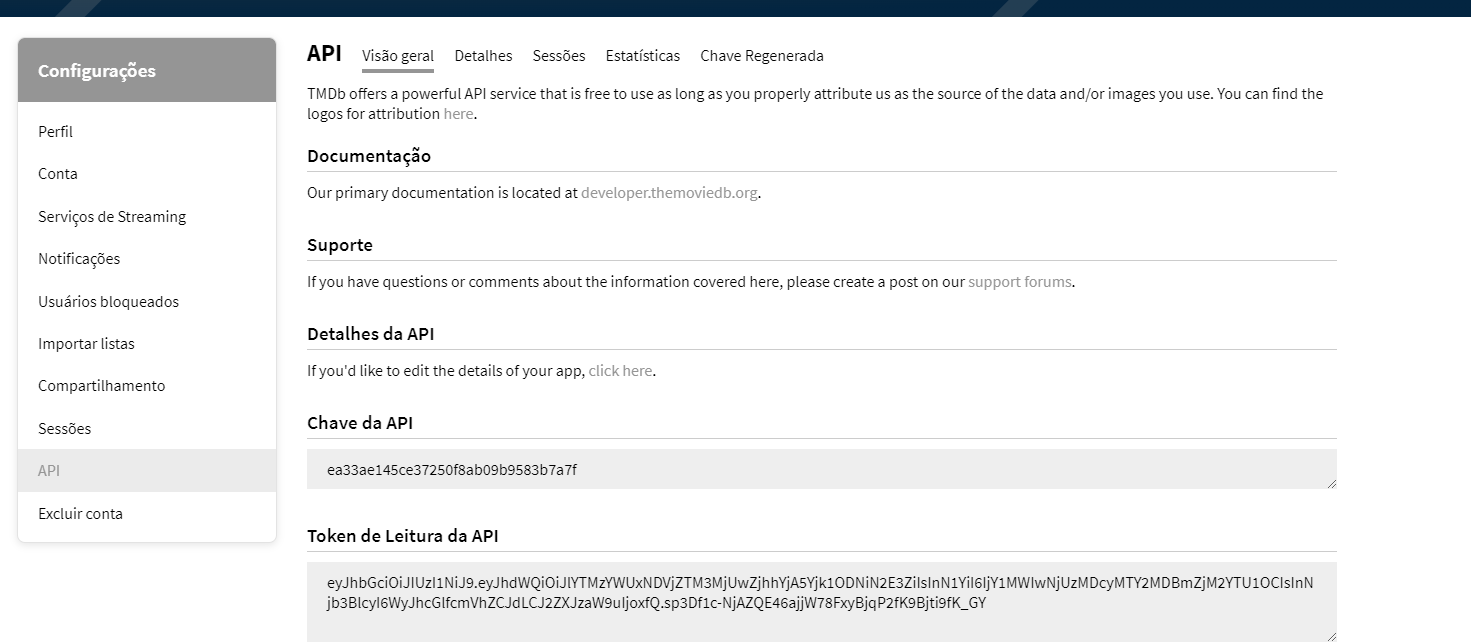 Configurações
Perfil
Conta
Serviços de Streaming
Notificações
Usuários bloqueados
Importar listas
Compartilhamento
Sessões
API
Excluir conta
API Visão geral Detalhes Sessões Estatísticas Chave Regenerada
TMDb offers a powerful API service that is free to use as long as you properly attribute us as the source of the data and/or images you use. You can find the
logos for attribution here.
Documentação
Our primary documentation is located at developer.themoviedb.org.
Suporte
If you have questions or comments about the information covered here, please create a post on our support forums.
Detalhes da API
If you'd like to edit the details of your app, click here.
Chave da API
ea33ae145ce37250f8ab09b9583b7a7f
Token de Leitura da API
eyJhbGciOiJIUzI1NiJ9.eyJhdWQiOiJlYTMzYWUxNDVjZTM3MjUwZjhhYjA5Yjk1ODNiN2E3ZiIsInN1YiI6IjY1MWIwNjUzMDcyMTY2MDBmZjM2YTU1OCIsInN
jb3BlcyI6WyJhcGlfcmVhZCJdLCJ2ZXJzaW9uIjoxfQ.sp3Df1c-NjAZQE46ajjW78FxyBjqP2fK9Bjti9fK_GY